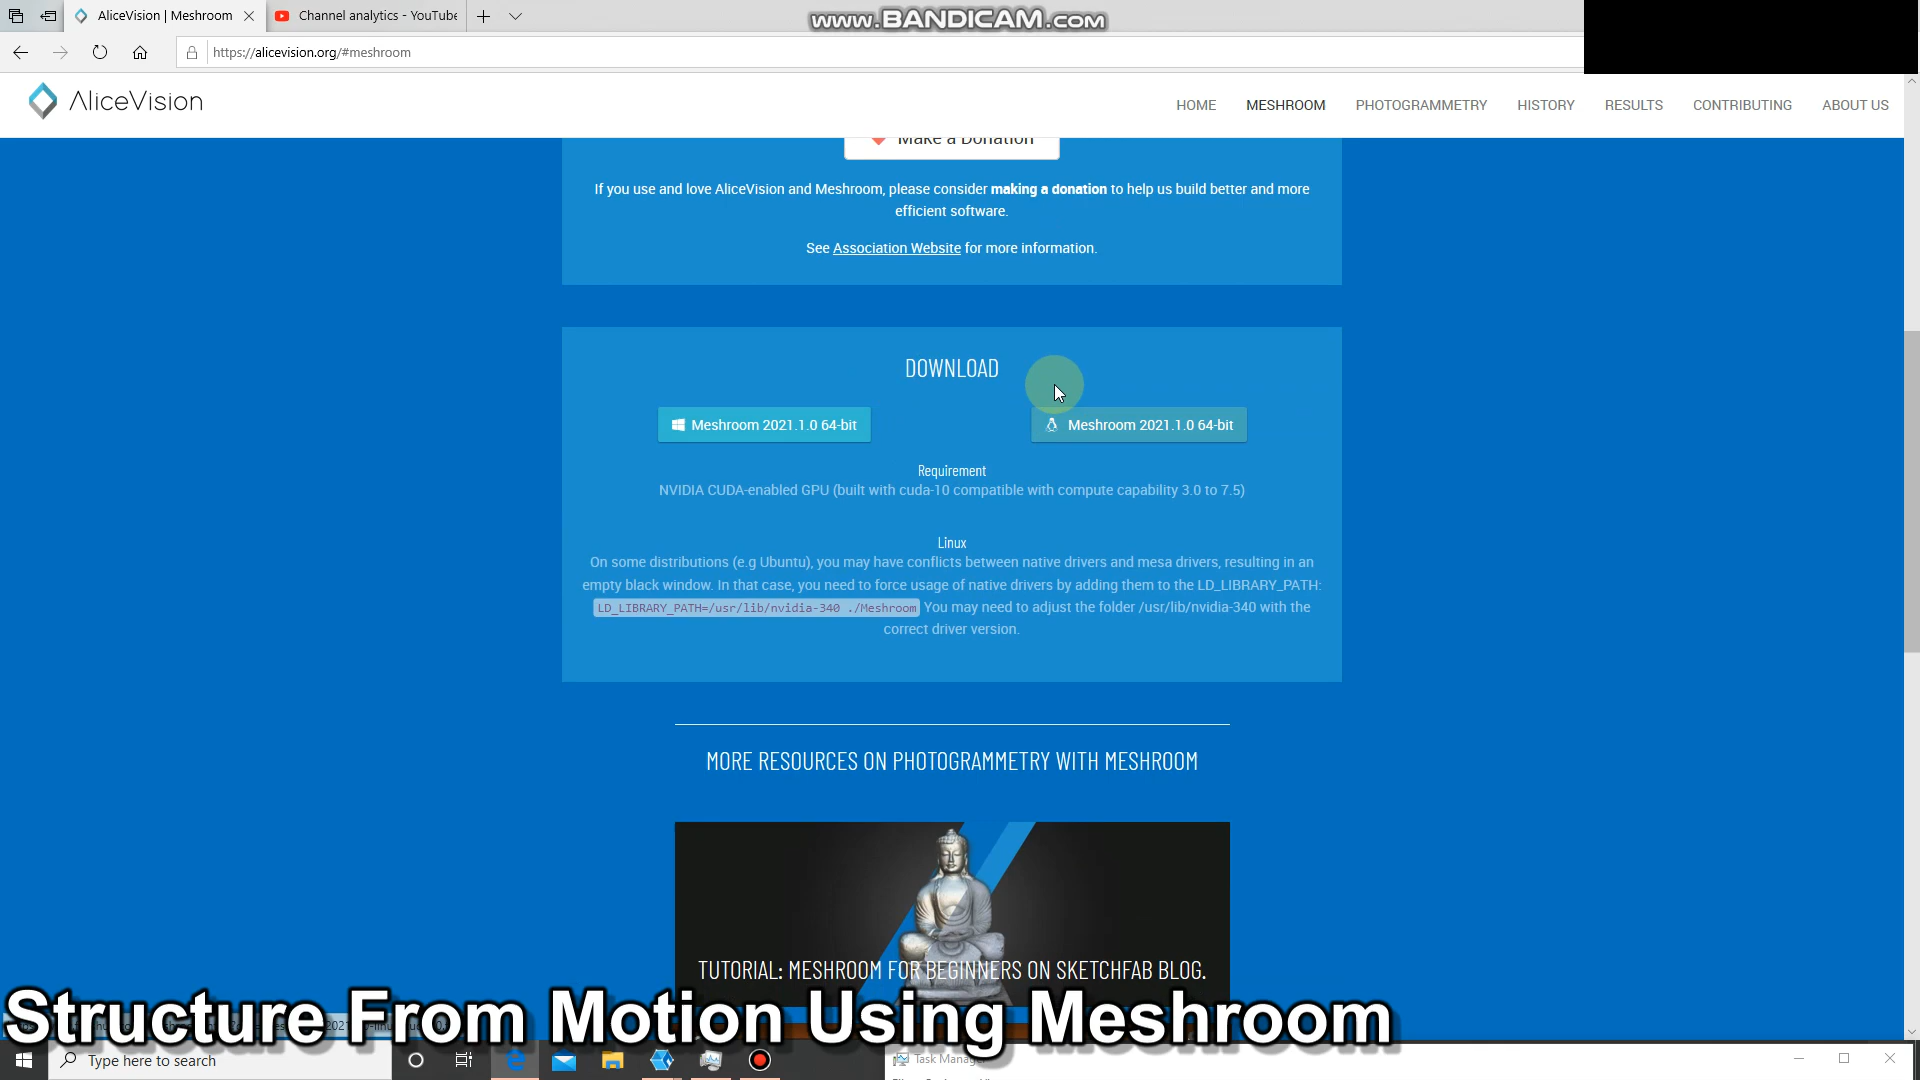 AliceVision | Meshroom
Channel analytics - YouTube
www.BANDICAM.com
https://alicevision.org/#meshroom
AliceVision
HOME MESHROOM PHOTOGRAMMETRY HISTORY RESULTS CONTRIBUTING ABOUT US
Make a Donation
If you use and love AliceVision and Meshroom, please consider making a donation to help us build better and more
efficient software.
See Association Website for more information.
DOWNLOAD
Meshroom 2021.1.0 64-bit
Meshroom 2021.1.0 64-bit
Requirement
NVIDIA CUDA-enabled GPU (built with cuda-10 compatible with compute capability 3.0 to 7.5)
Linux
On some distributions (e.g Ubuntu), you may have conflicts between native drivers and mesa drivers, resulting in an
empty black window. In that case, you need to force usage of native drivers by adding them to the LD_LIBRARY_PATH:
LD_LIBRARY_PATH=/usr/lib/nvidia-340 ./Meshroom You may need to adjust the folder /usr/lib/nvidia-340 with the
correct driver version.
MORE RESOURCES ON PHOTOGRAMMETRY WITH MESHROOM
TUTORIAL: MESHROOM FOR BEGINNERS ON SKETCHFAB BLOG.
Structure From Motion Using Meshroom
Type here to search
Task Manager